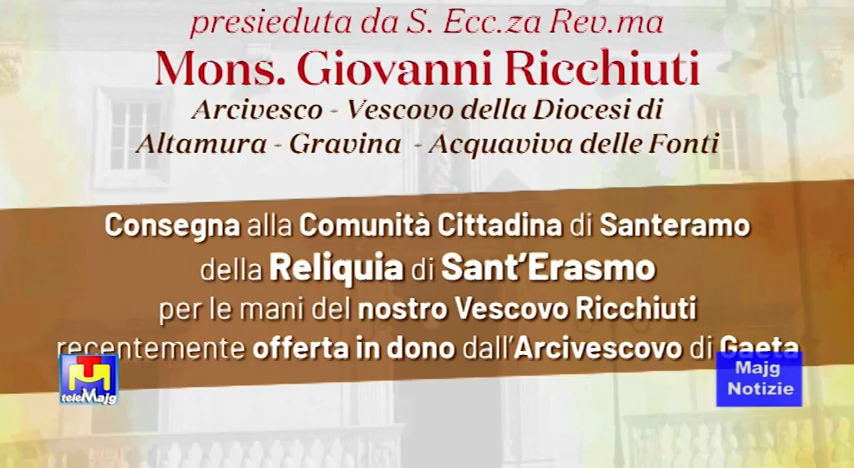 presieduta da S. Ecc.za Rev.ma
Mons. Giovanni Ricchiuti
Arcivesco - Vescovo della Diocesi di
Altamura - Gravina - Acquaviva delle Fonti
Consegna alla Comunità Cittadina di Santeramo
della Reliquia di Sant'Erasmo
per le mani del nostro Vescovo Ricchiuti
recentemente offerta in dono dall'Arcivescovo di Gaeta
M
teleMajg
Majg
Notizie